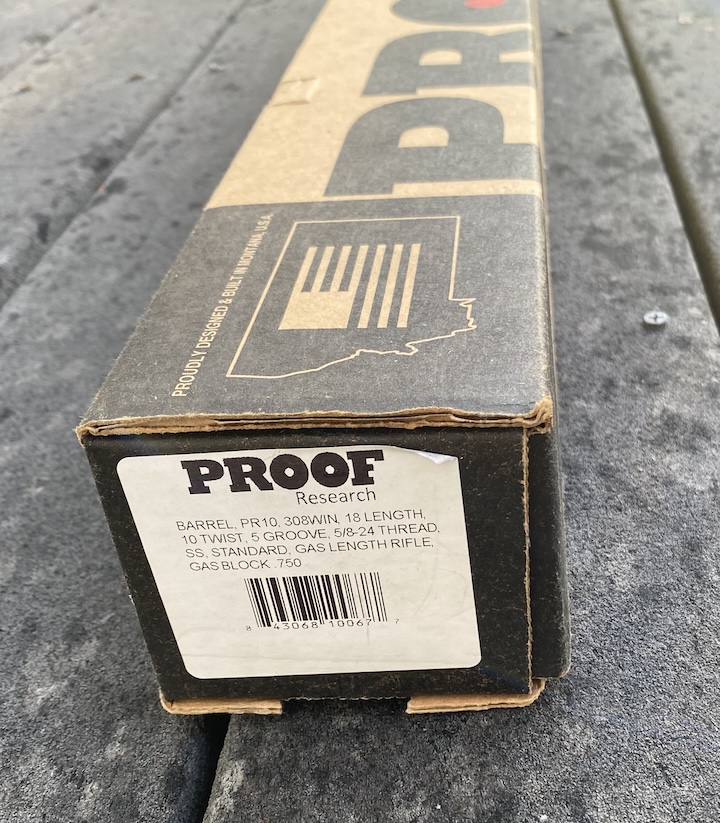 PRO
PROUDLY DESIGNED & BUILT IN MONTANA, U.S.A.
PROOF
Research
BARREL, PR10, 308WIN, 18 LENGTH,
10 TWIST, 5 GROOVE, 5/8-24 THREAD,
SS, STANDARD, GAS LENGTH RIFLE,
GAS BLOCK .750
8 43068 10067 7